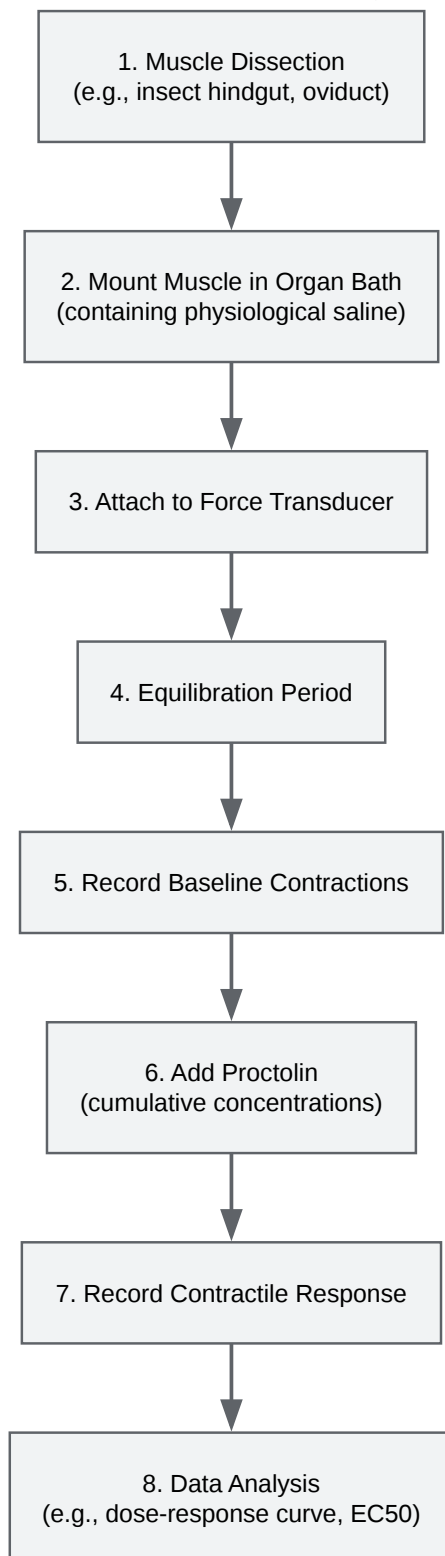 1. Muscle Dissection
(e.g., insect hindgut, oviduct)
2. Mount Muscle in Organ Bath
(containing physiological saline)
3. Attach to Force Transducer
4. Equilibration Period
5. Record Baseline Contractions
6. Add Proctolin
(cumulative concentrations)
7. Record Contractile Response
8. Data Analysis
(e.g., dose-response curve, EC50)